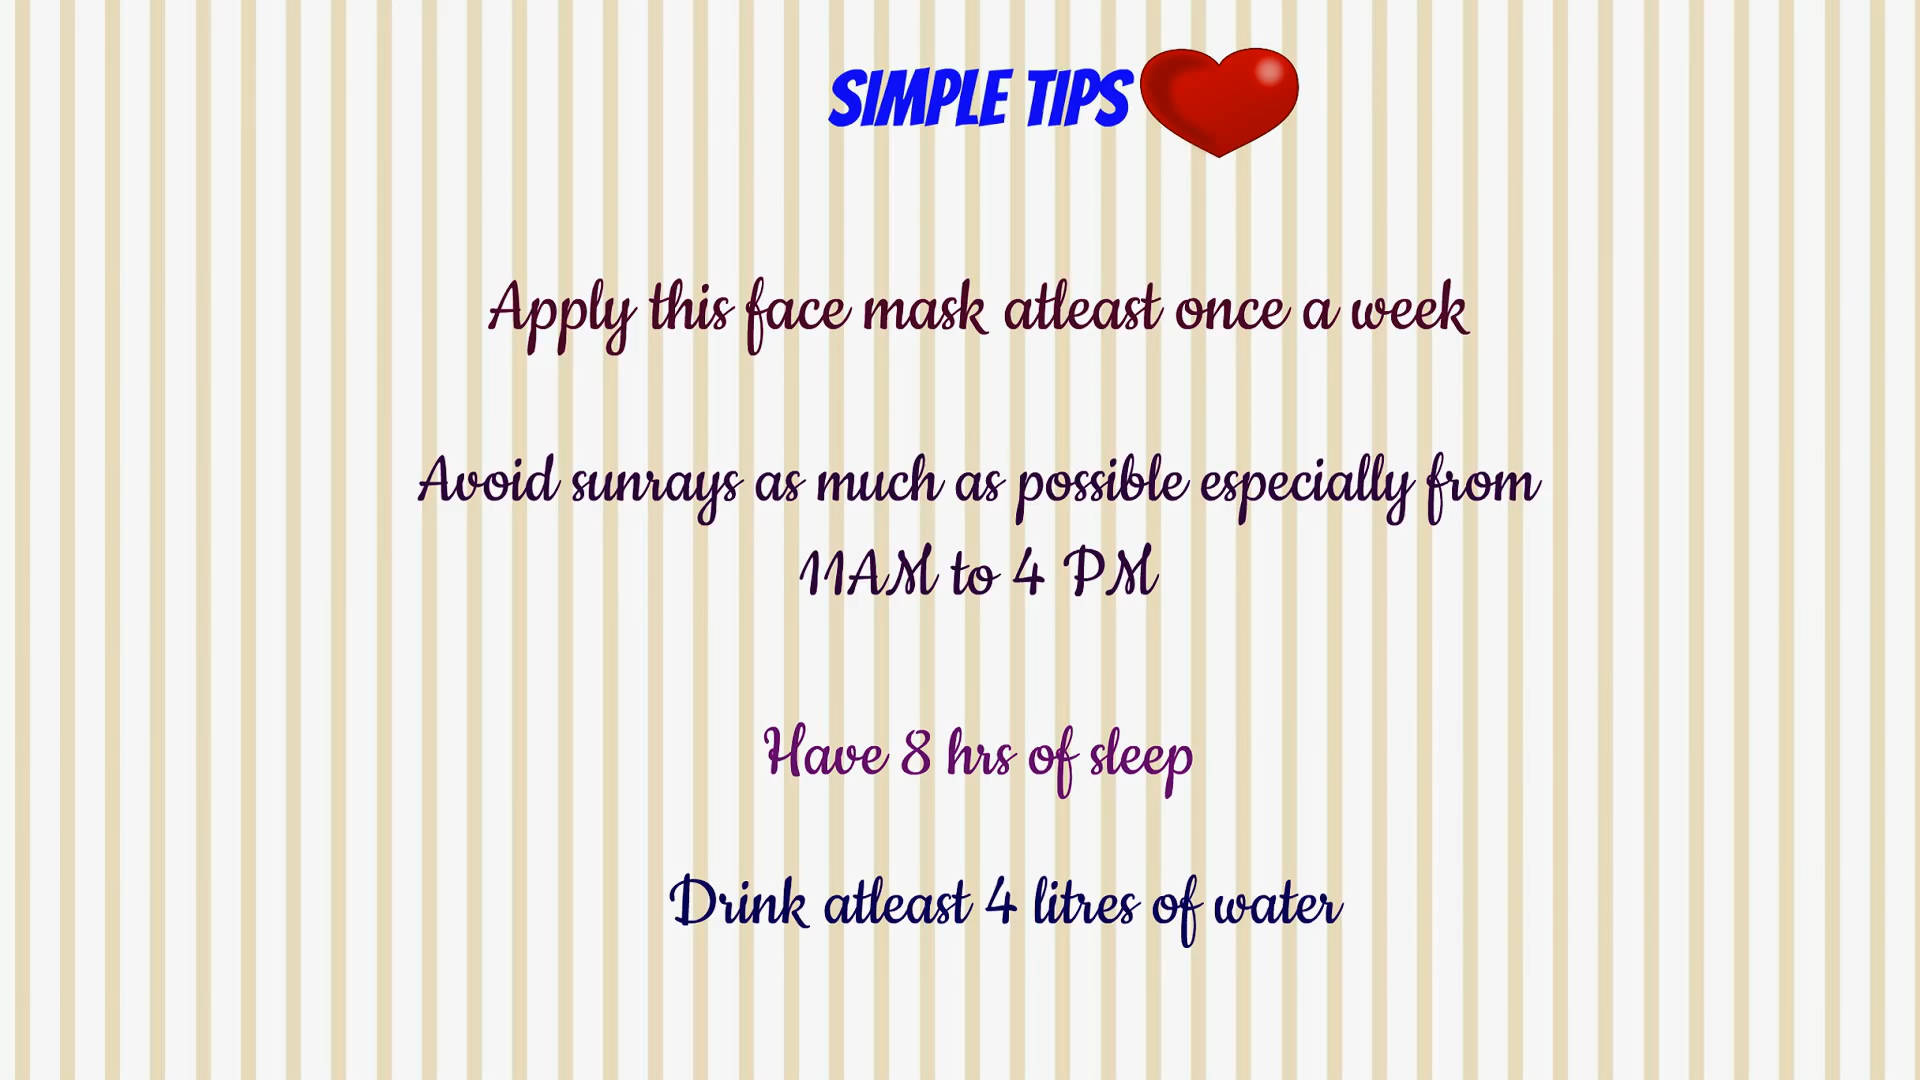 SIMPLE TIPS
Apply this face mask atleast once a week
Avoid sunrays as much as possible especially from
11AM to 4 PM
Have 8 hrs of sleep
Drink atleast 4 litres of water